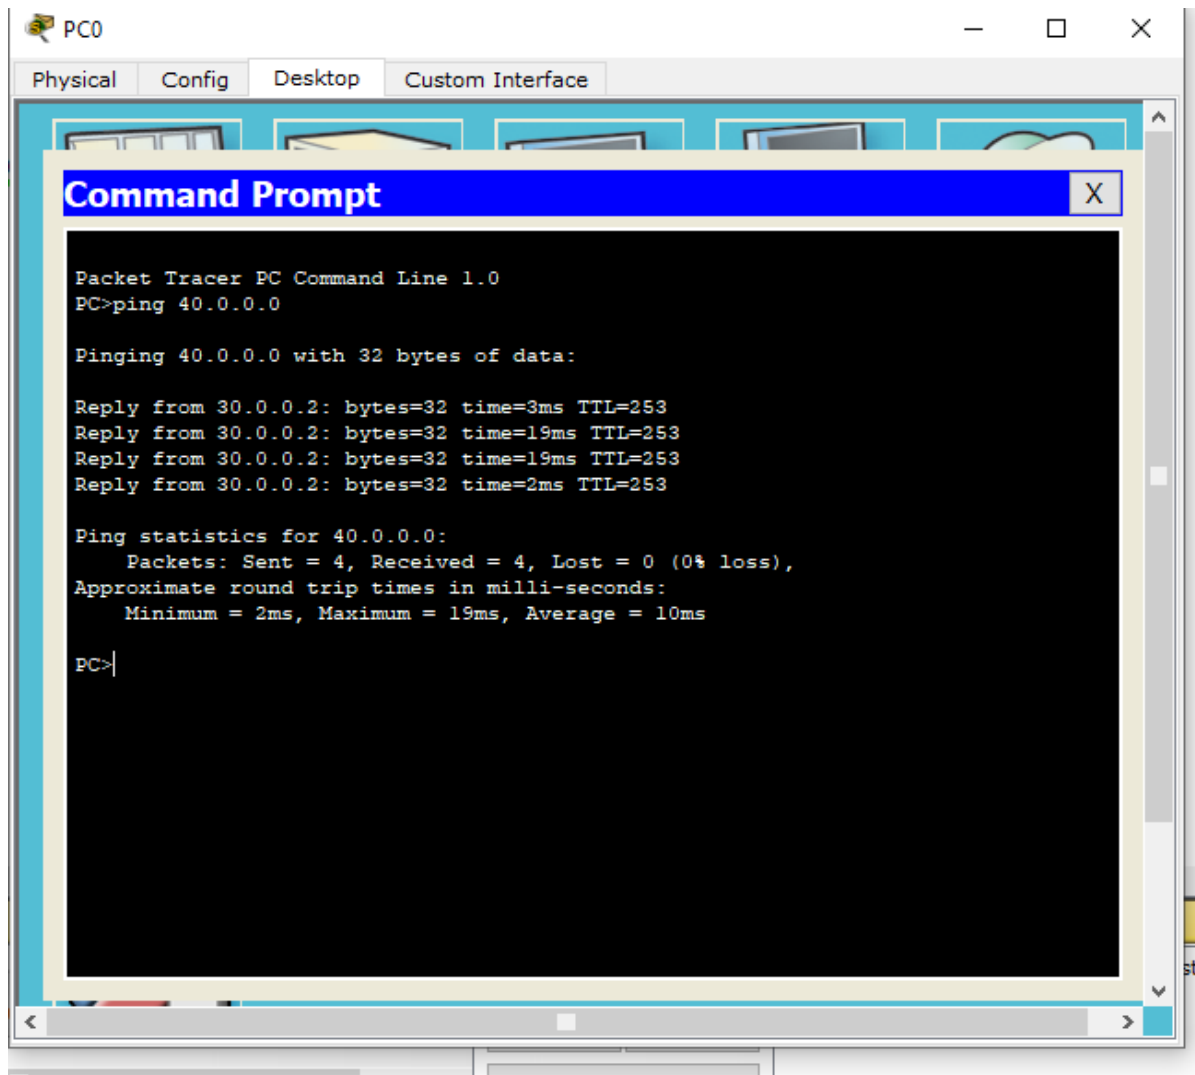 PC0
Physical Config Desktop Custom Interface
Command Prompt
X
Packet Tracer PC Command Line 1.0
PC>ping 40.0.0.0
Pinging 40.0.0.0 with 32 bytes of data:
Reply from 30.0.0.2: bytes=32 time=3ms TTL=253
Reply from 30.0.0.2: bytes=32 time=19ms TTL=253
Reply from 30.0.0.2: bytes=32 time=19ms TTL=253
Reply from 30.0.0.2: bytes=32 time=2ms TTL=253
Ping statistics for 40.0.0.0:
Packets: Sent = 4, Received = 4, Lost = 0 (0% loss),
Approximate round trip times in milli-seconds:
Minimum = 2ms, Maximum = 19ms, Average = 10ms
PC>